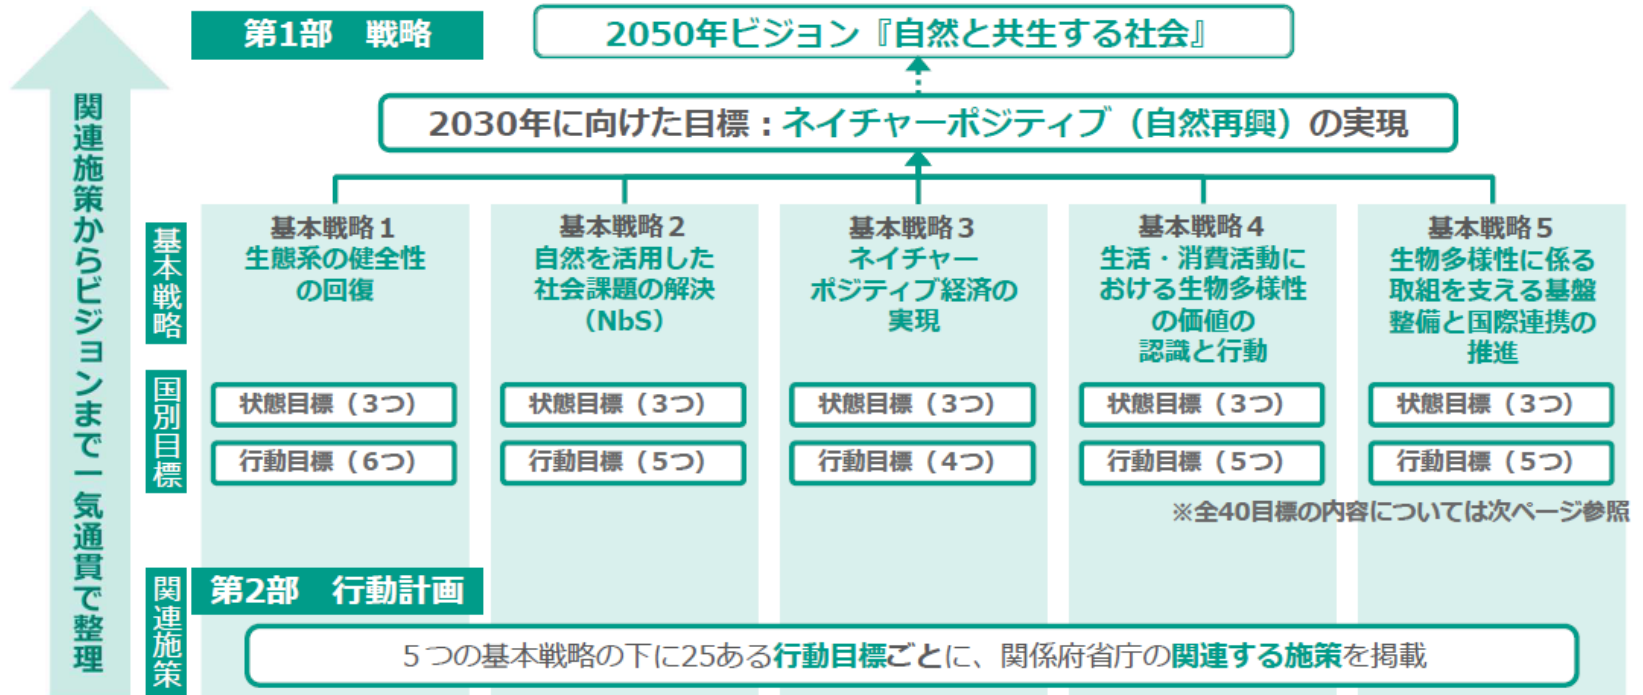 第1部　戦略
2050年ビジョン『自然と共生する社会』
2030年に向けた目標：ネイチャーポジティブ（自然再興）の実現
関連施策からビジョンまで一気通貫で整理
基本戦略
基本戦略１
生態系の健全性
の回復
基本戦略２
自然を活用した
社会課題の解決
（NbS）
基本戦略３
ネイチャー
ポジティブ経済の
実現
基本戦略４
生活・消費活動に
おける生物多様性
の価値の
認識と行動
基本戦略５
生物多様性に係る
取組を支える基盤
整備と国際連携の
推進
国別目標
状態目標（３つ）
状態目標（３つ）
状態目標（３つ）
状態目標（３つ）
状態目標（３つ）
行動目標（６つ）
行動目標（５つ）
行動目標（４つ）
行動目標（５つ）
行動目標（５つ）
※全40目標の内容については次ページ参照
関連施策
第2部　行動計画
５つの基本戦略の下に25ある行動目標ごとに、関係府省庁の関連する施策を掲載